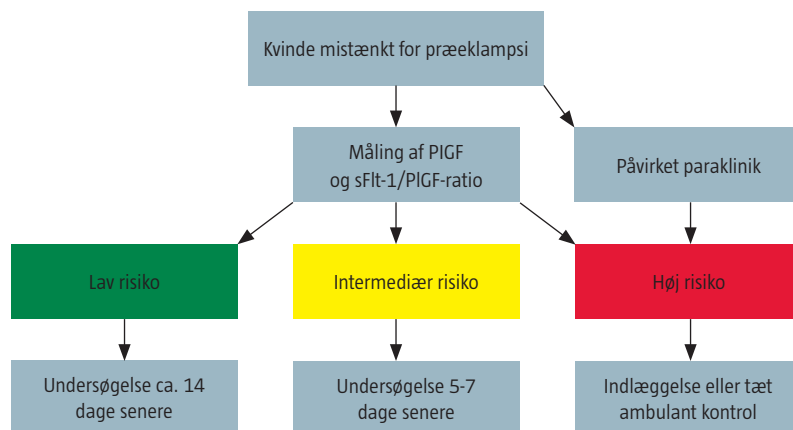 Kvinde mistænkt for præeklampsi
Måling af PlGF
og sFlt-1/PlGF-ratio
Påvirket paraklinik
Lav risiko
Intermediær risiko
Høj risiko
Undersøgelse ca. 14
dage senere
Undersøgelse 5-7
dage senere
Indlæggelse eller tæt
ambulant kontrol